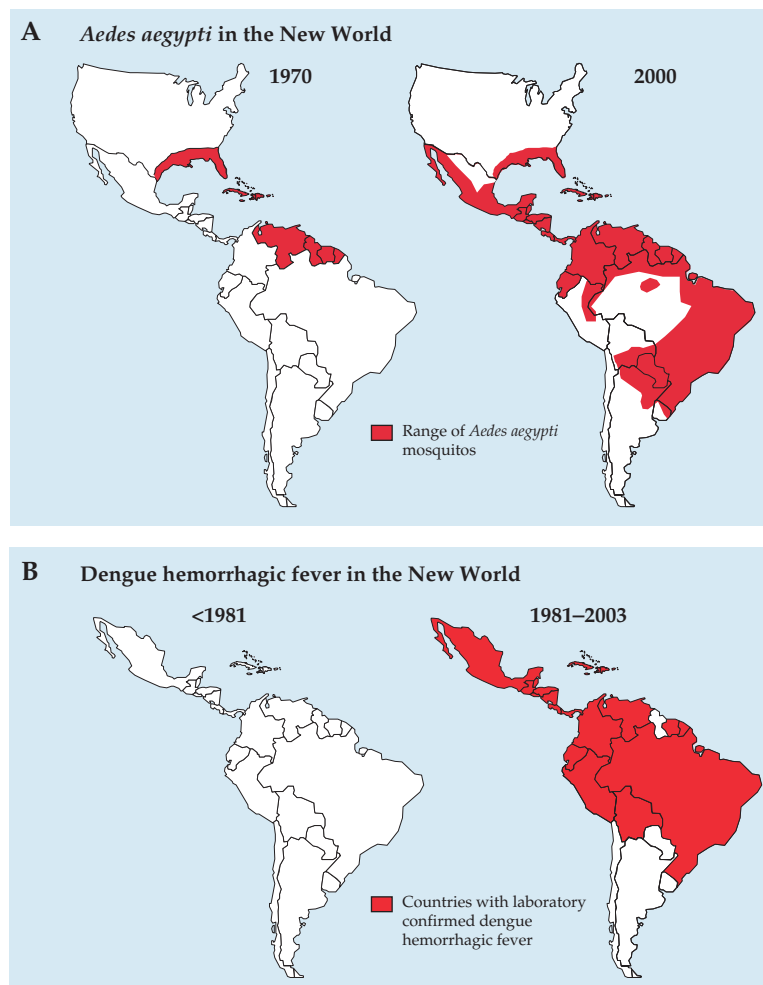 A Aedes aegypti in the New World
1970
2000
Range of Aedes aegypti
mosquitos
B Dengue hemorrhagic fever in the New World
<1981
1981–2003
Countries with laboratory
confirmed dengue
hemorrhagic fever